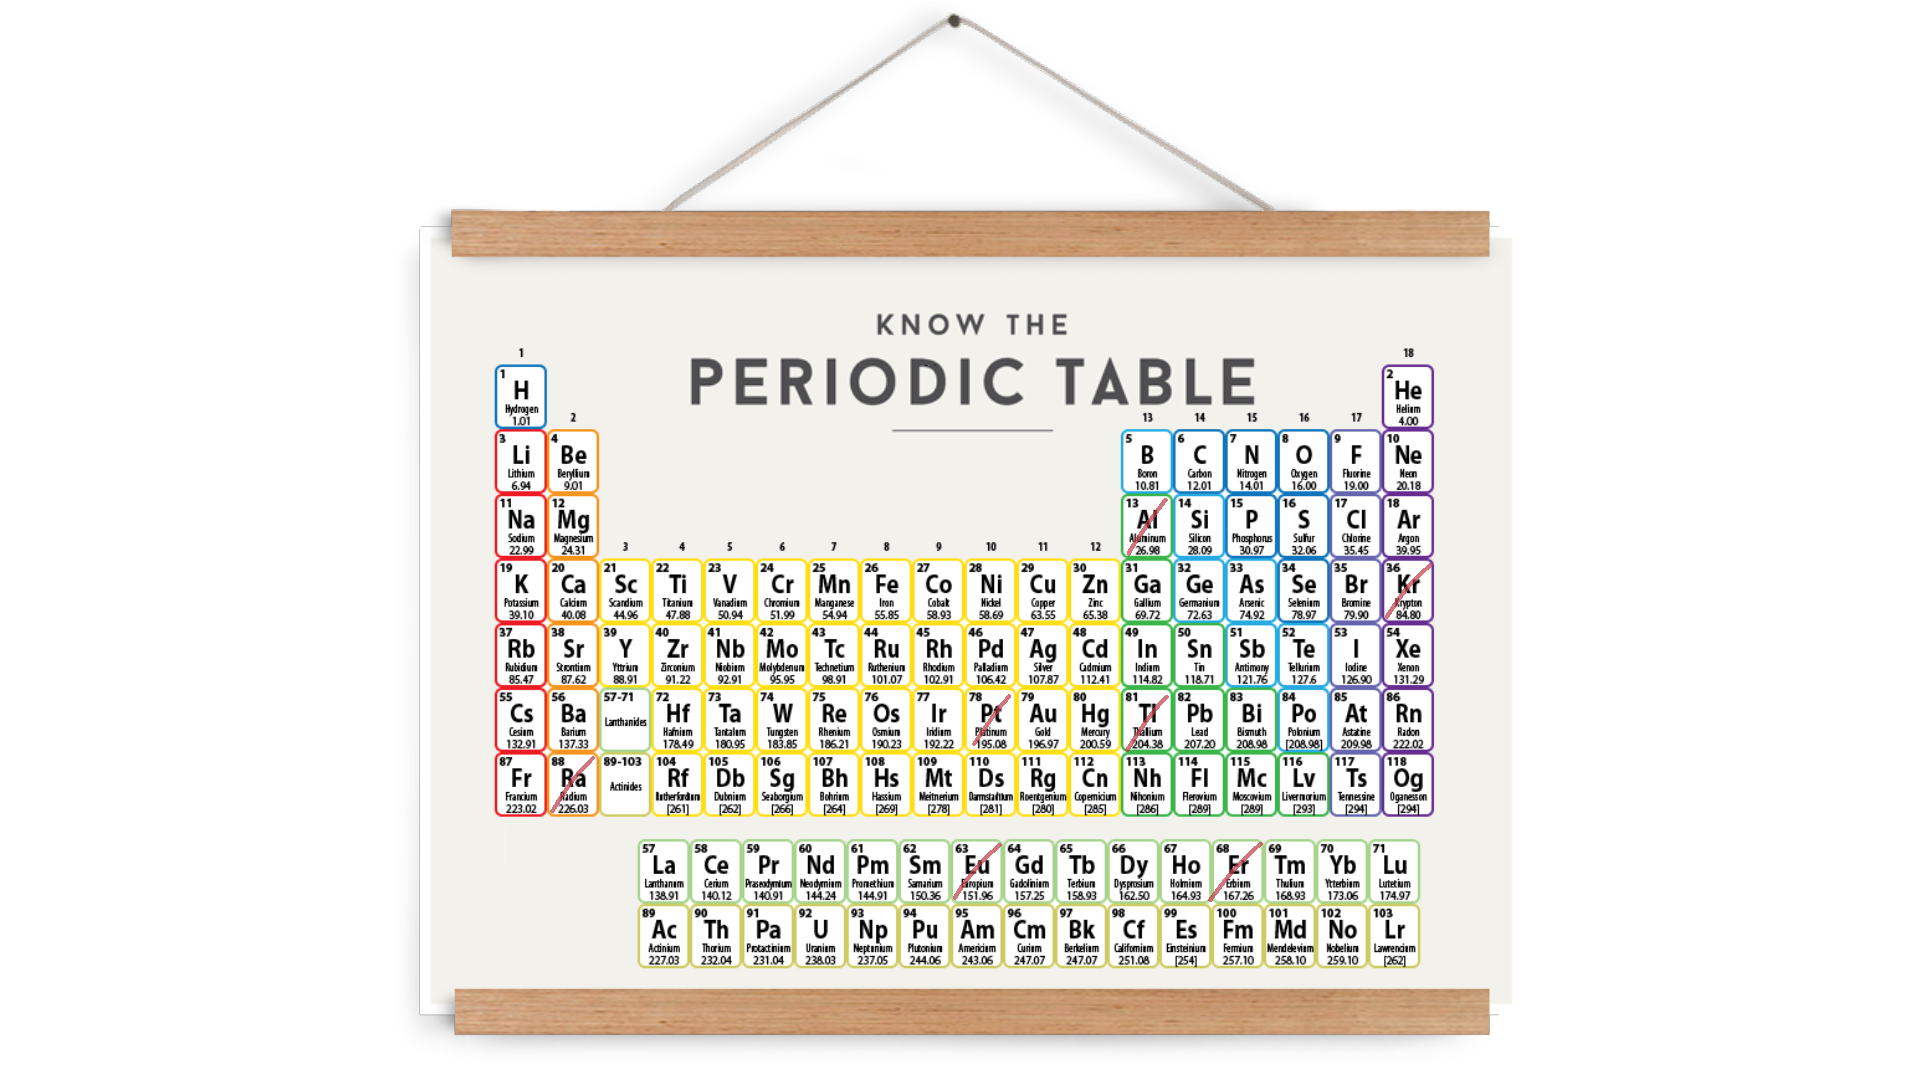 KNOW THE
PERIODIC TABLE
1 18
1 2
H He
Hydrogen Helium
1.01 4.00
2 13 14 15 16 17
3 4 5 6 7 8 9 10
Li Be B C N O F Ne
Lithium Beryllium Boron Carbon Nitrogen Oxygen Fluorine Neon
6.94 9.01 10.81 12.01 14.01 16.00 19.00 20.18
11 12 13 14 15 16 17 18
Na Mg Al Si P S Cl Ar
Sodium Magnesium Aluminum Silicon Phosphorus Sulfur Chlorine Argon
22.99 24.31 26.98 28.09 30.97 32.06 35.45 39.95
3 4 5 6 7 8 9 10 11 12
19 20 21 22 23 24 25 26 27 28 29 30 31 32 33 34 35 36
K Ca Sc Ti V Cr Mn Fe Co Ni Cu Zn Ga Ge As Se Br Kr
Potassium Calcium Scandium Titanium Vanadium Chromium Manganese Iron Cobalt Nickel Copper Zinc Gallium Germanium Arsenic Selenium Bromine Krypton
39.10 40.08 44.96 47.88 50.94 51.99 54.94 55.85 58.93 58.69 63.55 65.38 69.72 72.63 74.92 78.97 79.90 84.80
37 38 39 40 41 42 43 44 45 46 47 48 49 50 51 52 53 54
Rb Sr Y Zr Nb Mo Tc Ru Rh Pd Ag Cd In Sn Sb Te I Xe
Rubidium Strontium Yttrium Zirconium Niobium Molybdenum Technetium Ruthenium Rhodium Palladium Silver Cadmium Indium Tin Antimony Tellurium Iodine Xenon
85.47 87.62 88.91 91.22 92.91 95.95 98.91 101.07 102.91 106.42 107.87 112.41 114.82 118.71 121.76 127.6 126.90 131.29
55 56 57-71 72 73 74 75 76 77 78 79 80 81 82 83 84 85 86
Cs Ba Hf Ta W Re Os Ir Pt Au Hg Tl Pb Bi Po At Rn
Cesium Barium Lanthanides Hafnium Tantalum Tungsten Rhenium Osmium Iridium Platinum Gold Mercury Thallium Lead Bismuth Polonium Astatine Radon
132.91 137.33 178.49 180.95 183.85 186.21 190.23 192.22 195.08 196.97 200.59 204.38 207.20 208.98 [208.98] 209.98 222.02
87 88 89-103 104 105 106 107 108 109 110 111 112 113 114 115 116 117 118
Fr Ra Rf Db Sg Bh Hs Mt Ds Rg Cn Nh Fl Mc Lv Ts Og
Francium Radium Actinides Rutherfordium Dubnium Seaborgium Bohrium Hassium Meitnerium Darmstadtium Roentgenium Copernicium Nihonium Flerovium Moscovium Livermorium Tennessine Oganesson
223.02 226.03 [261] [262] [266] [264] [269] [278] [281] [280] [285] [286] [289] [289] [293] [294] [294]
57 58 59 60 61 62 63 64 65 66 67 68 69 70 71
La Ce Pr Nd Pm Sm Eu Gd Tb Dy Ho Er Tm Yb Lu
Lanthanum Cerium Praseodymium Neodymium Promethium Samarium Europium Gadolinium Terbium Dysprosium Holmium Erbium Thulium Ytterbium Lutetium
138.91 140.12 140.91 144.24 144.91 150.36 151.96 157.25 158.93 162.50 164.93 167.26 168.93 173.06 174.97
89 90 91 92 93 94 95 96 97 98 99 100 101 102 103
Ac Th Pa U Np Pu Am Cm Bk Cf Es Fm Md No Lr
Actinium Thorium Protactinium Uranium Neptunium Plutonium Americium Curium Berkelium Californium Einsteinium Fermium Mendelevium Nobelium Lawrencium
227.03 232.04 231.04 238.03 237.05 244.06 243.06 247.07 247.07 251.08 [254] 257.10 258.10 259.10 [262]